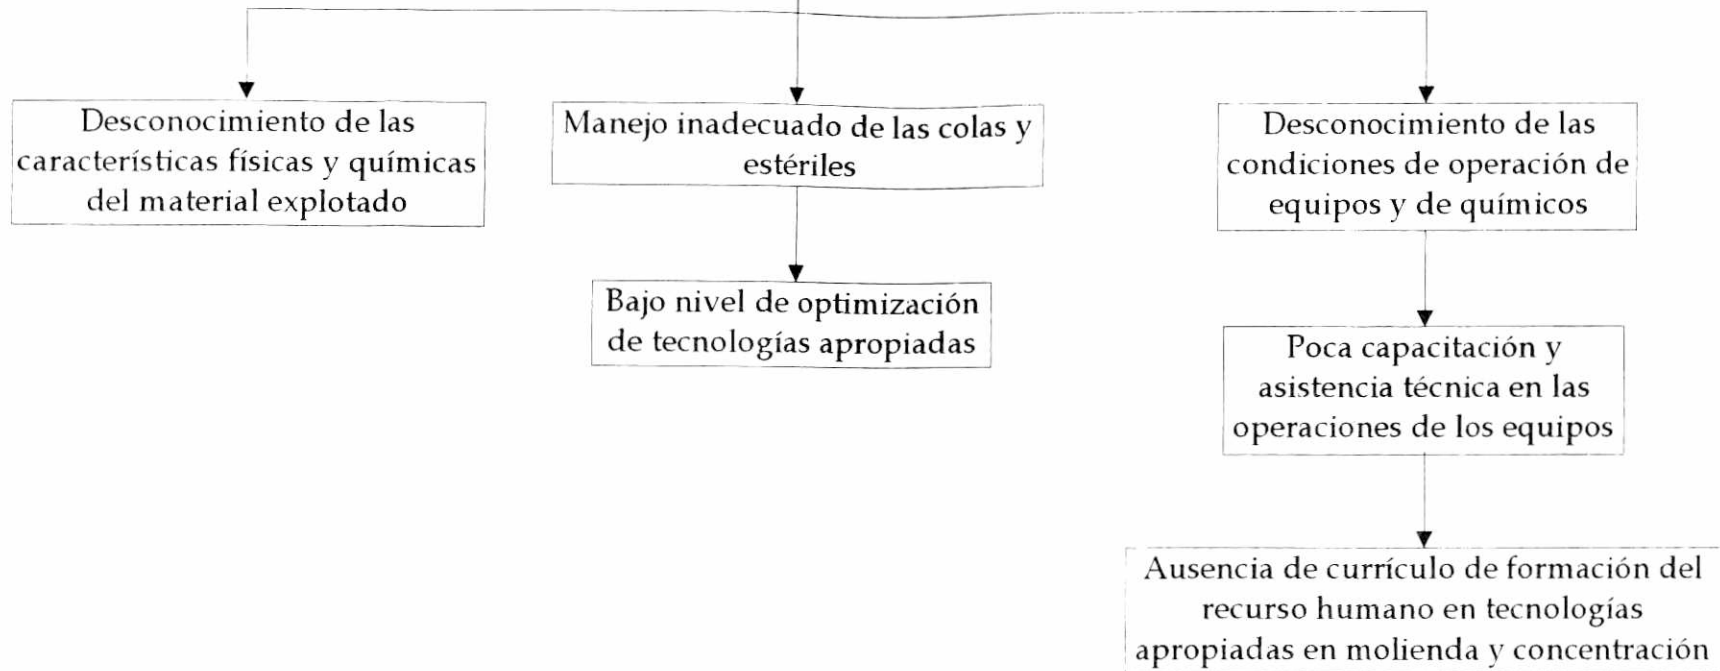 Desconocimiento de las
características físicas y químicas
del material explotado
Manejo inadecuado de las colas y
estériles
Bajo nivel de optimización
de tecnologías apropiadas
Desconocimiento de las
condiciones de operación de
equipos y de químicos
Poca capacitación y
asistencia técnica en las
operaciones de los equipos
Ausencia de currículo de formación del
recurso humano en tecnologías
apropiadas en molienda y concentración